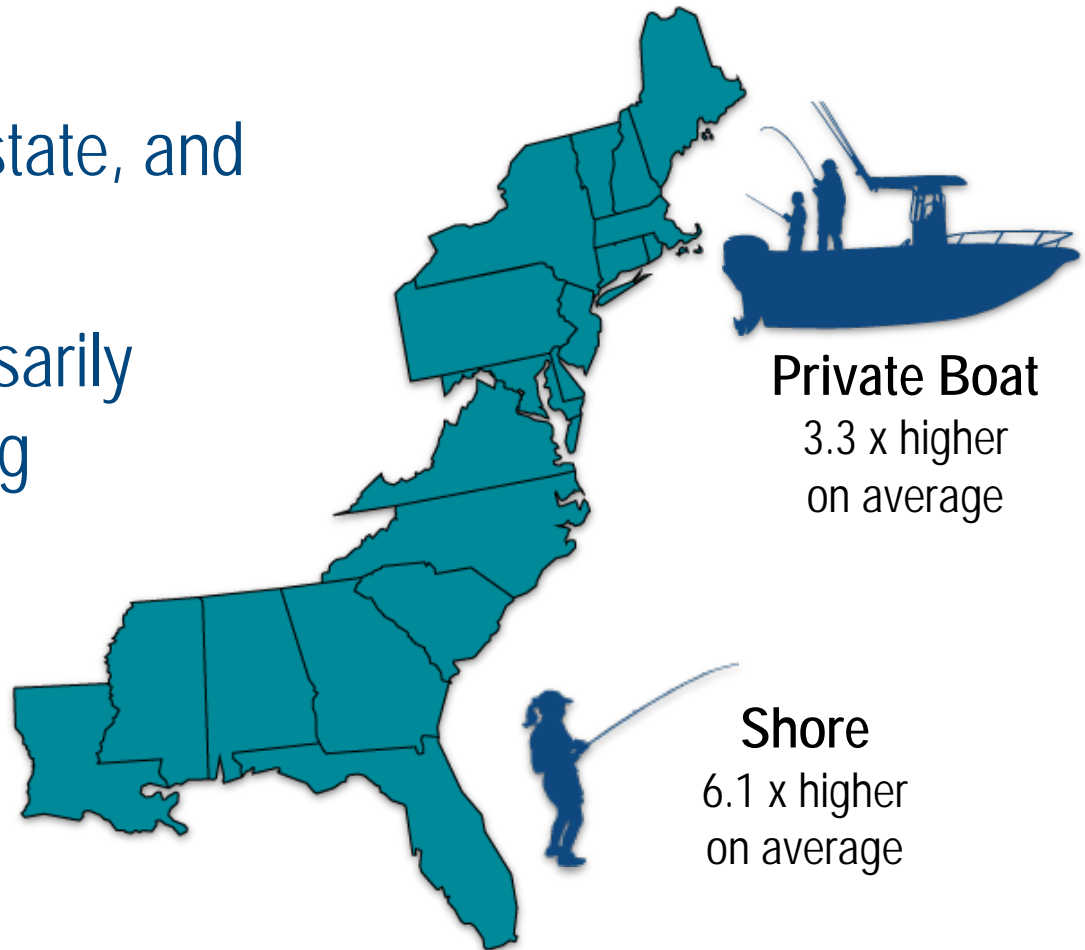 state, and
sarily
g
Private Boat
3.3 x higher
on average
Shore
6.1 x higher
on average